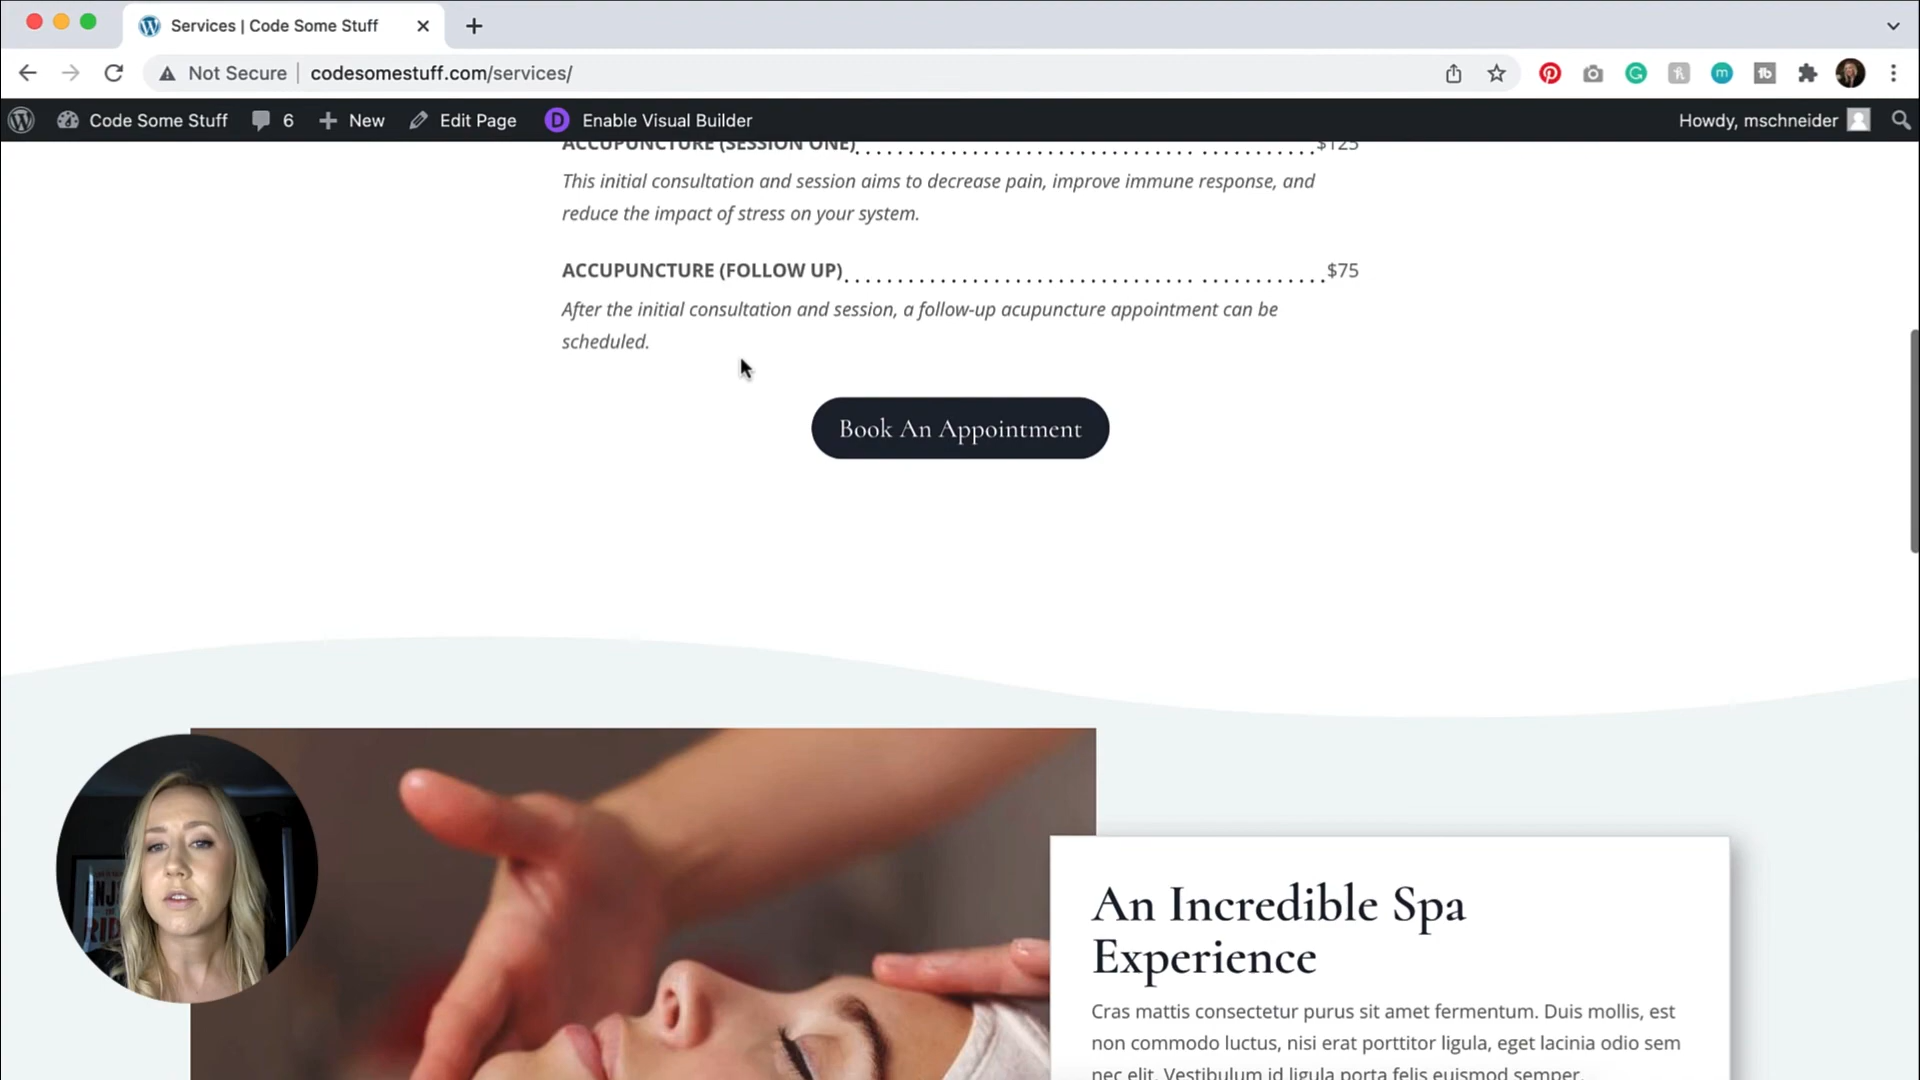 Services | Code Some Stuff
Not Secure codesomestuff.com/services/
Code Some Stuff 6 New Edit Page D Enable Visual Builder Howdy, mschneider
ACCUPUNCTURE (SESSION ONE) $125
This initial consultation and session aims to decrease pain, improve immune response, and
reduce the impact of stress on your system.
ACCUPUNCTURE (FOLLOW UP) $75
After the initial consultation and session, a follow-up acupuncture appointment can be
scheduled.
Book An Appointment
An Incredible Spa
Experience
Cras mattis consectetur purus sit amet fermentum. Duis mollis, est
non commodo luctus, nisi erat porttitor ligula, eget lacinia odio sem
nec elit. Vestibulum id ligula porta felis euismod semper.